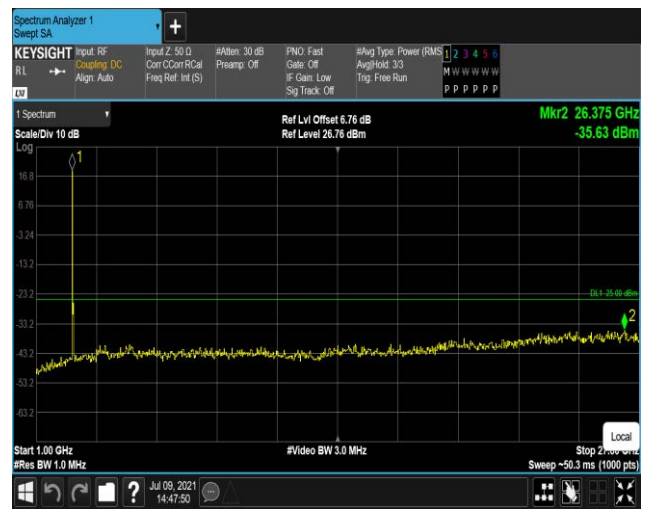 Spectrum Analyzer 1
Swept SA
+
KEYSIGHT
RL
LXI
Input: RF
Coupling: DC
Align: Auto
Input Z: 50 Ω
Corr CCorr RCal
Freq Ref: Int (S)
#Atten: 30 dB
Preamp: Off
PNO: Fast
Gate: Off
IF Gain: Low
Sig Track: Off
#Avg Type: Power (RMS
Avg|Hold: 3/3
Trig: Free Run
1 2 3 4 5 6
M W W W W W
P P P P P P
1 Spectrum
Scale/Div 10 dB
Log
Ref Lvl Offset 6.76 dB
Ref Level 26.76 dBm
Mkr2 26.375 GHz
-35.63 dBm
1
16.8
6.76
-3.24
-13.2
-23.2
DL1 -25.00 dBm
-33.2
2
-43.2
-53.2
-63.2
Local
Start 1.00 GHz
#Res BW 1.0 MHz
#Video BW 3.0 MHz
Stop 27.00 GHz
Sweep ~50.3 ms (1000 pts)
?
Jul 09, 2021
14:47:50